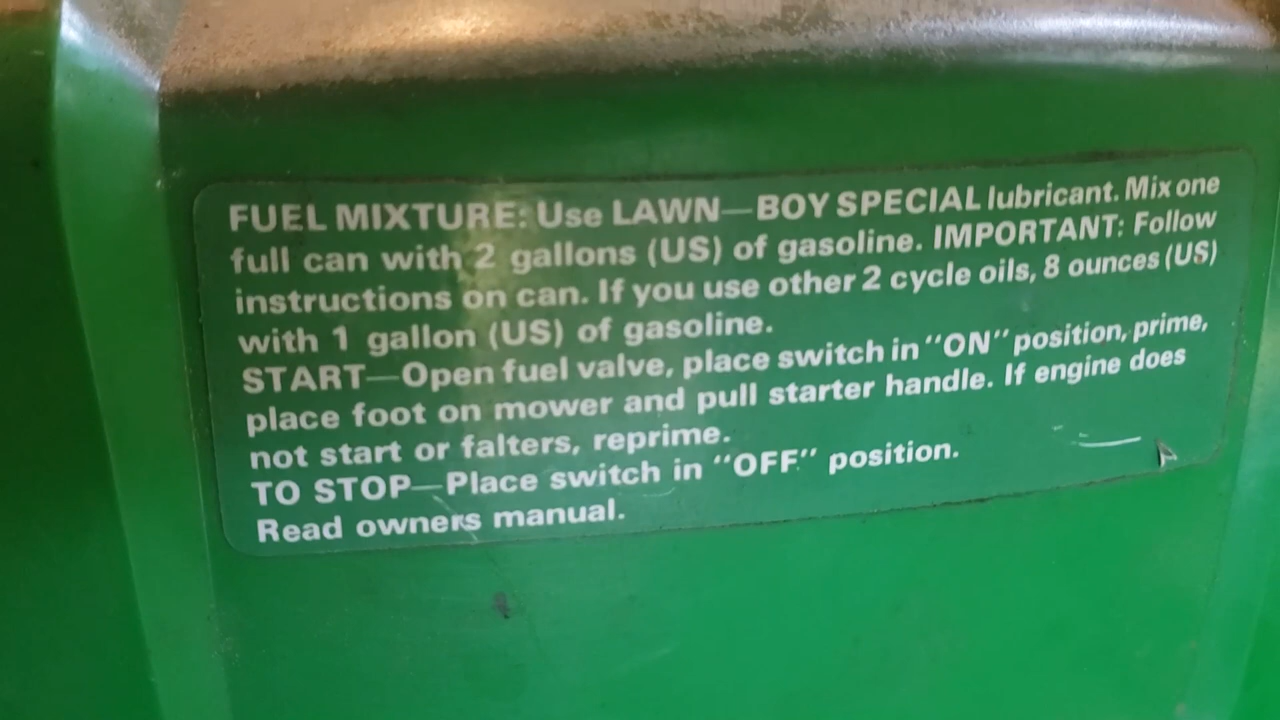 FUEL MIXTURE: Use LAWN—BOY SPECIAL lubricant. Mix one
full can with 2 gallons (US) of gasoline. IMPORTANT: Follow
instructions on can. If you use other 2 cycle oils, 8 ounces (US)
with 1 gallon (US) of gasoline.
START—Open fuel valve, place switch in "ON" position, prime,
place foot on mower and pull starter handle. If engine does
not start or falters, reprime.
TO STOP—Place switch in "OFF" position.
Read owners manual.